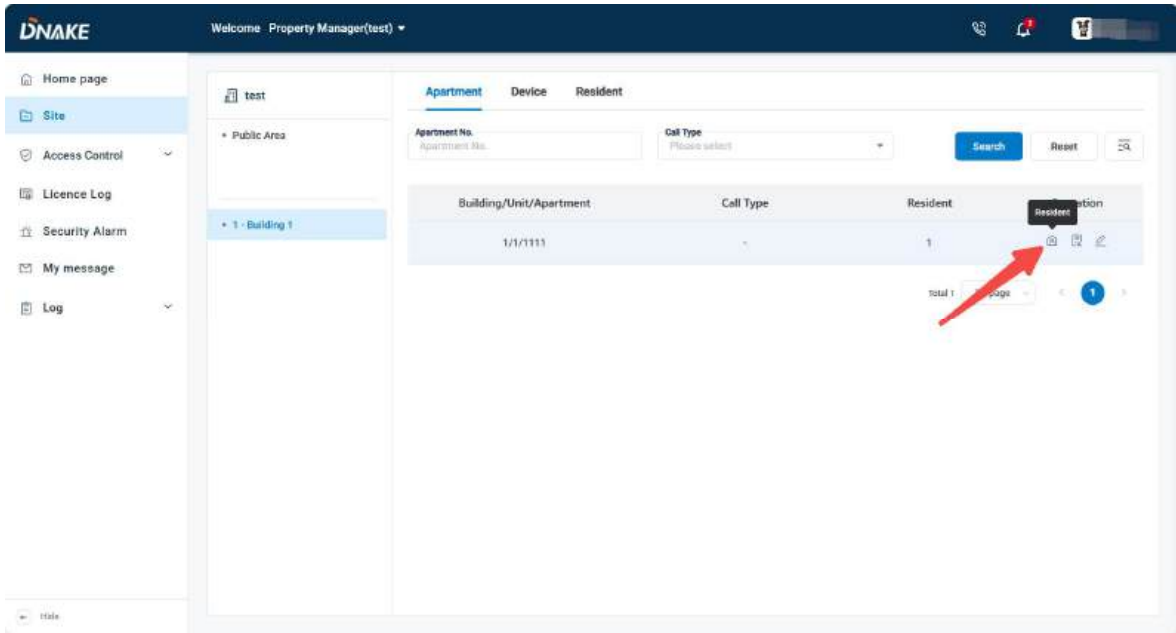 DNAKE
Welcome Property Manager(test)
Home page
Site
Access Control
Licence Log
Security Alarm
My message
Log
Hide
test
Public Area
1 - Building 1
Apartment Device Resident
Apartment No.
Apartment No.
Call Type
Please select
Search
Reset
Building/Unit/Apartment Call Type Resident
Resident
1/1/1111 - 1
Total 1
1